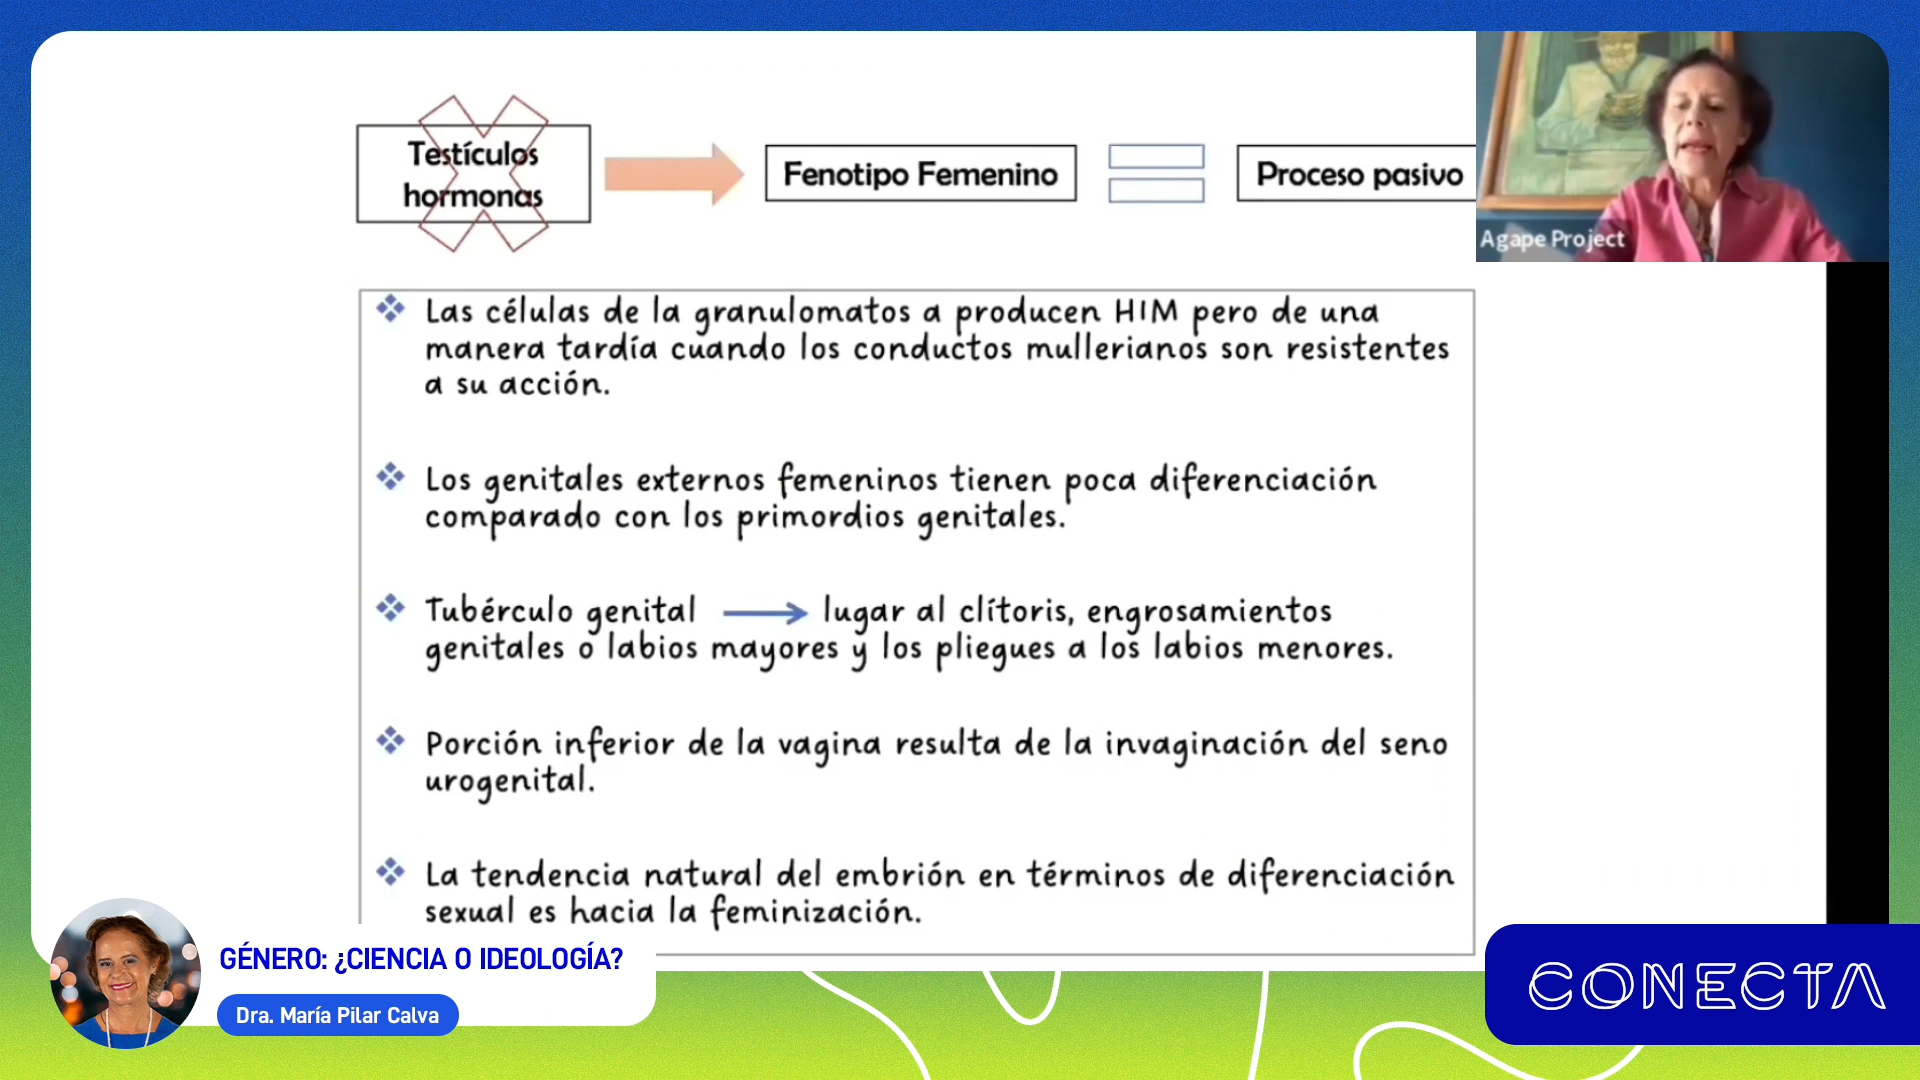 Testículos
hormonas
Fenotipo Femenino
Proceso pasivo
Agape Project
Las células de la granulomatos a producen HIM pero de una
manera tardía cuando los conductos mullerianos son resistentes
a su acción.
Los genitales externos femeninos tienen poca diferenciación
comparado con los primordios genitales.
Tubérculo genital lugar al clítoris, engrosamientos
genitales o labios mayores y los pliegues a los labios menores.
Porción inferior de la vagina resulta de la invaginación del seno
urogenital.
La tendencia natural del embrión en términos de diferenciación
sexual es hacia la feminización.
GÉNERO: ¿CIENCIA O IDEOLOGÍA?
Dra. María Pilar Calva
CONECTA